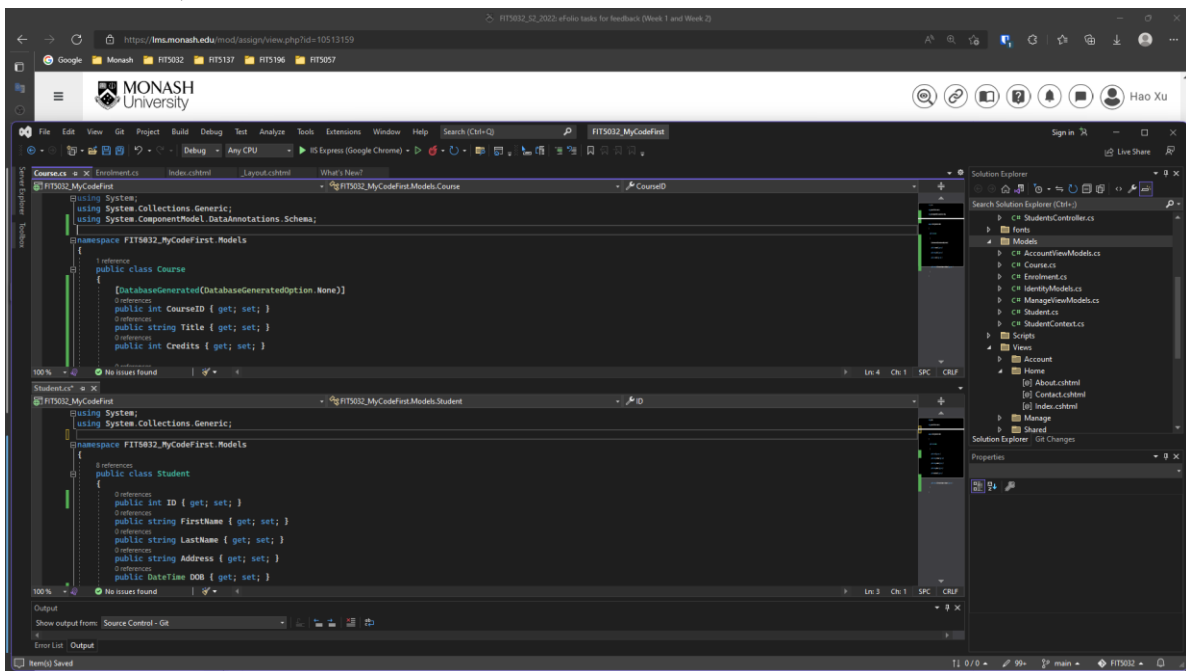 FIT5032_S2_2022: eFolio tasks for feedback (Week 1 and Week 2)
https://lms.monash.edu/mod/assign/view.php?id=10513159
Google Monash FIT5032 FIT5137 FIT5196 FIT5057
MONASH
University
Hao Xu
File Edit View Git Project Build Debug Test Analyze Tools Extensions Window Help Search (Ctrl+Q) FIT5032_MyCodeFirst Sign in
Debug Any CPU IIS Express (Google Chrome) Live Share
Server Explorer
Toolbox
Course.cs Enrolment.cs Index.cshtml _Layout.cshtml What's New?
FIT5032_MyCodeFirst FIT5032_MyCodeFirst.Models.Course CourseID
using System;
using System.Collections.Generic;
using System.ComponentModel.DataAnnotations.Schema;
namespace FIT5032_MyCodeFirst.Models
{
1 reference
public class Course
{
[DatabaseGenerated(DatabaseGeneratedOption.None)]
0 references
public int CourseID { get; set; }
0 references
public string Title { get; set; }
0 references
public int Credits { get; set; }
100 % No issues found Ln: 4 Ch: 1 SPC CRLF
Student.cs*
FIT5032_MyCodeFirst FIT5032_MyCodeFirst.Models.Student ID
using System;
using System.Collections.Generic;
namespace FIT5032_MyCodeFirst.Models
{
8 references
public class Student
{
0 references
public int ID { get; set; }
0 references
public string FirstName { get; set; }
0 references
public string LastName { get; set; }
0 references
public string Address { get; set; }
0 references
public DateTime DOB { get; set; }
100 % No issues found Ln: 3 Ch: 1 SPC CRLF
Output
Show output from: Source Control - Git
Error List Output
Item(s) Saved 0 / 0 99+ main FIT5032
Solution Explorer
Search Solution Explorer (Ctrl+;)
C# StudentsController.cs
fonts
Models
C# AccountViewModels.cs
C# Course.cs
C# Enrolment.cs
C# IdentityModels.cs
C# ManageViewModels.cs
C# Student.cs
C# StudentContext.cs
Scripts
Views
Account
Home
[@] About.cshtml
[@] Contact.cshtml
[@] Index.cshtml
Manage
Shared
Solution Explorer Git Changes
Properties